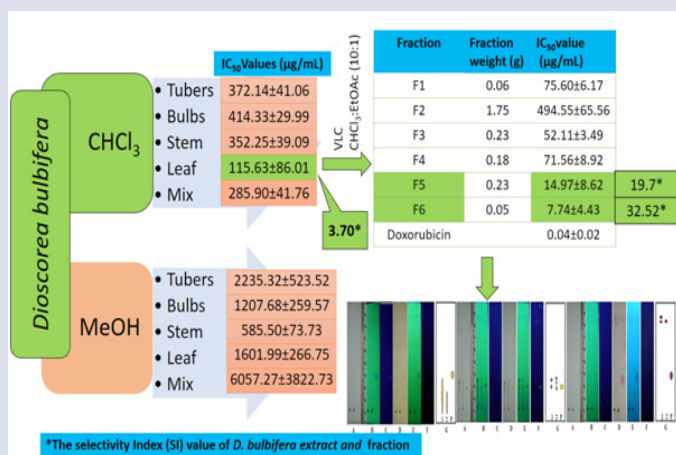 Dioscorea bulbifera
CHCl₃
IC₅₀Values (µg/mL)
• Tubers 372.14±41.06
• Bulbs 414.33±29.99
• Stem 352.25±39.09
• Leaf 115.63±86.01
• Mix 285.90±41.76
3.70*
VLC
CHCl₃:EtOAc (10:1)
Fraction Fraction weight (g) IC₅₀value (µg/mL)
F1 0.06 75.60±6.17
F2 1.75 494.55±65.56
F3 0.23 52.11±3.49
F4 0.18 71.56±8.92
F5 0.23 14.97±8.62 19.7*
F6 0.05 7.74±4.43 32.52*
Doxorubicin 0.04±0.02
MeOH
• Tubers 2235.32±523.52
• Bulbs 1207.68±259.57
• Stem 585.50±73.73
• Leaf 1601.99±266.75
• Mix 6057.27±3822.73
A B C D E F G A B C D E F G A B C D E F G
*The selectivity Index (SI) value of D. bulbifera extract and fraction